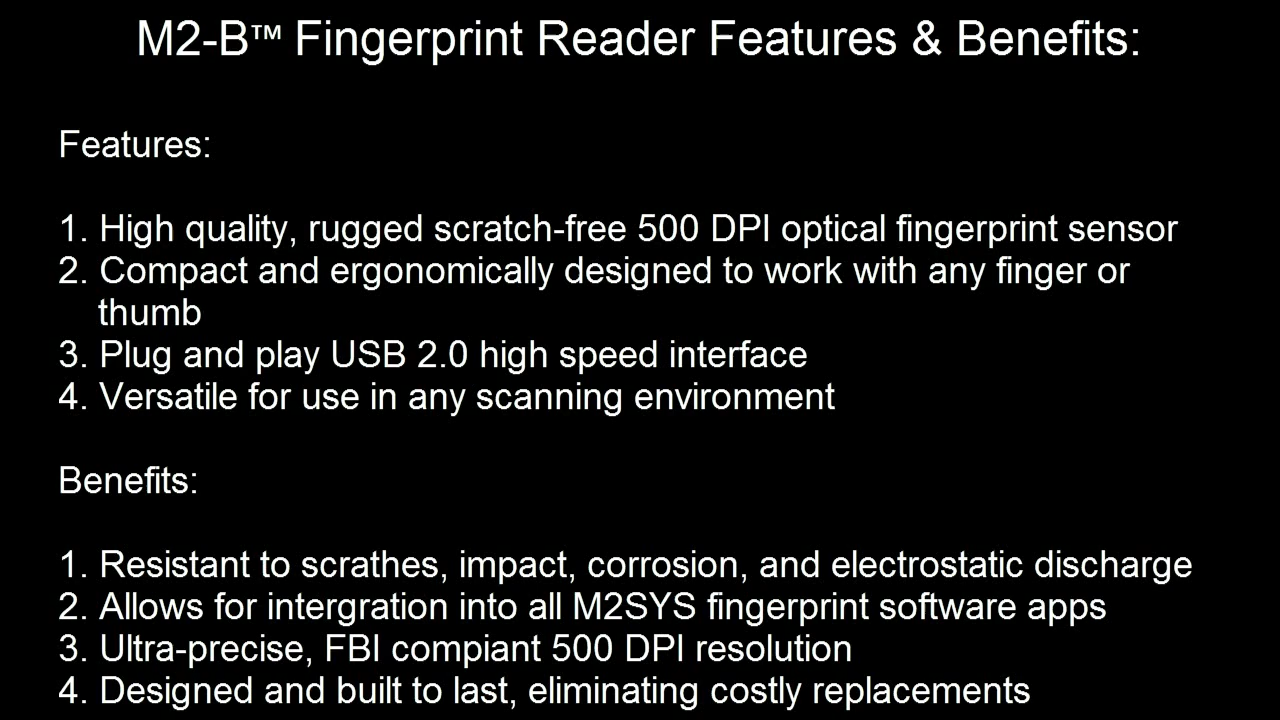 M2-B™ Fingerprint Reader Features & Benefits:
Features:
1. High quality, rugged scratch-free 500 DPI optical fingerprint sensor
2. Compact and ergonomically designed to work with any finger or
thumb
3. Plug and play USB 2.0 high speed interface
4. Versatile for use in any scanning environment
Benefits:
1. Resistant to scrathes, impact, corrosion, and electrostatic discharge
2. Allows for intergration into all M2SYS fingerprint software apps
3. Ultra-precise, FBI compiant 500 DPI resolution
4. Designed and built to last, eliminating costly replacements